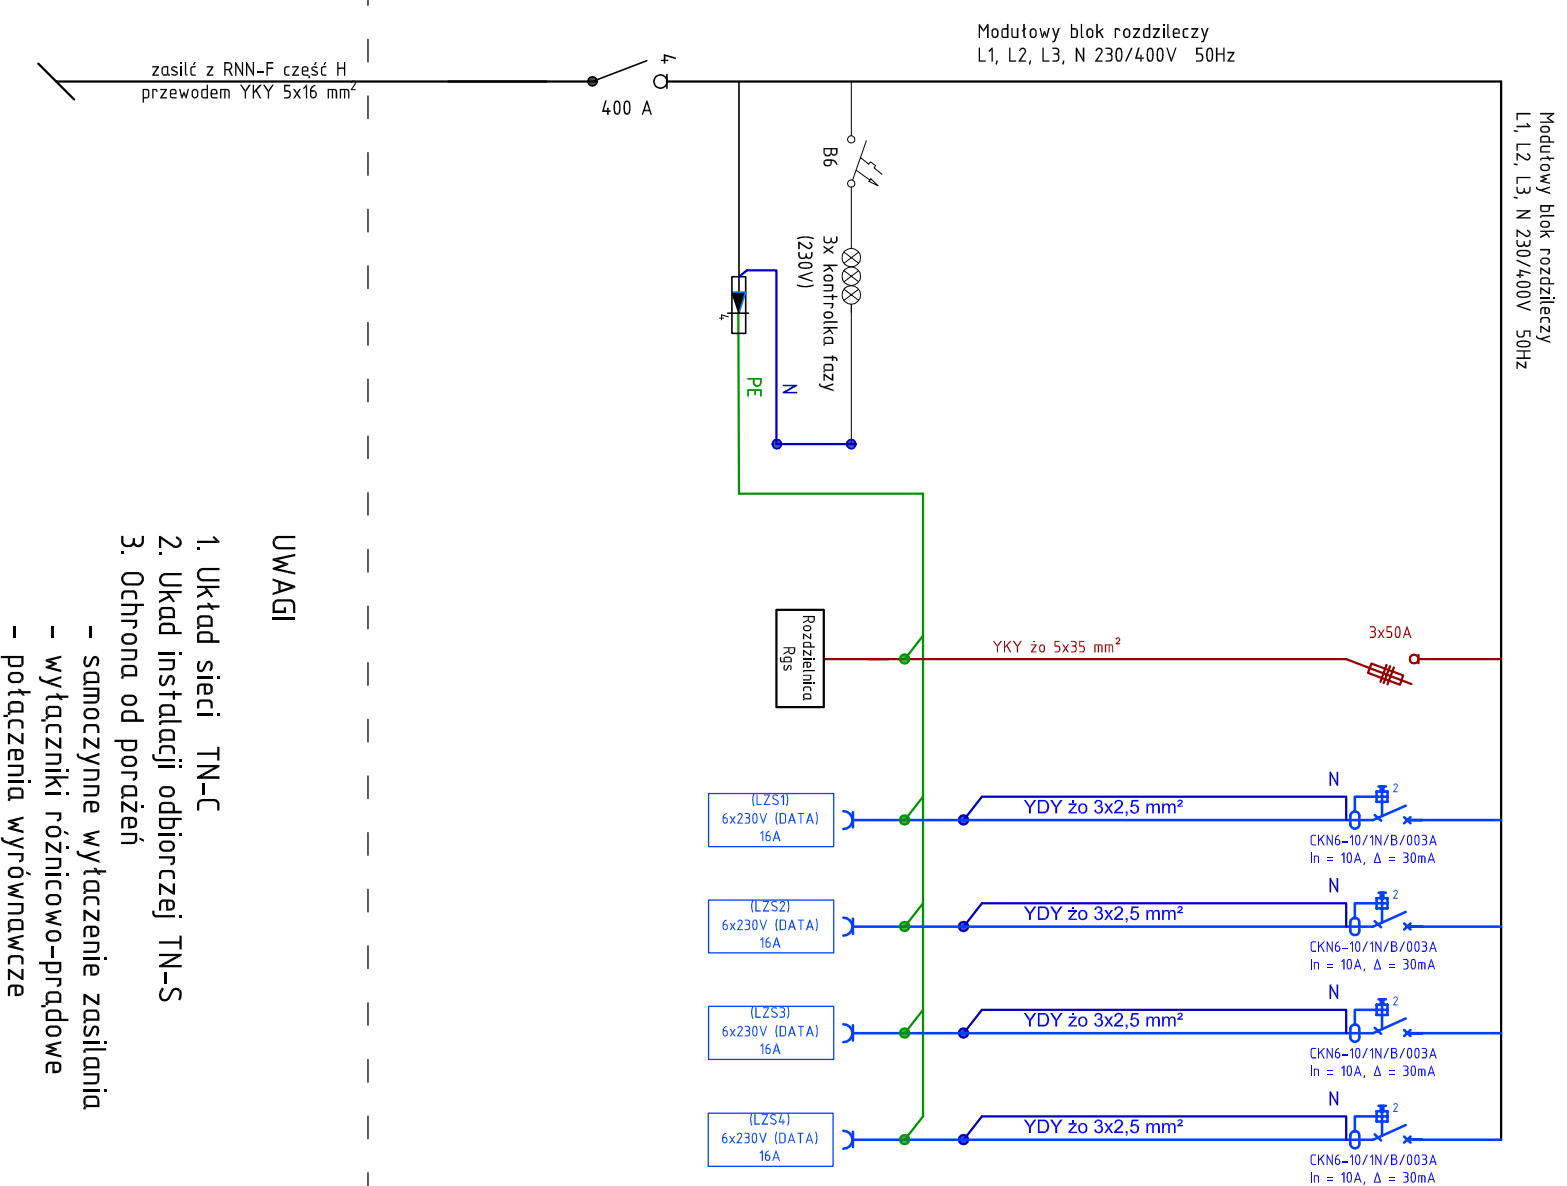 Modułowy blok rozdzileczy
L1, L2, L3, N 230/400V 50Hz
zasilć z RNN-F część H
przewodem YKY 5x16 mm²
4
400 A
Modułowy blok rozdzileczy
L1, L2, L3, N 230/400V 50Hz
B6
3x kontrolka fazy
(230V)
4
PE
N
UWAGI
1. Układ sieci TN-C
2. Ukad instalacji odbiorczej TN-S
3. Ochrona od porażeń
- samoczynne wyłaczenie zasilania
- wyłączniki różnicowo-prądowe
- połączenia wyrównawcze
Rozdzielnica
Rgs
YKY żo 5x35 mm²
3x50A
(LZS1)
6x230V (DATA)
16A
YDY żo 3x2,5 mm²
N
2
CKN6-10/1N/B/003A
In = 10A, Δ = 30mA
(LZS2)
6x230V (DATA)
16A
YDY żo 3x2,5 mm²
N
2
CKN6-10/1N/B/003A
In = 10A, Δ = 30mA
(LZS3)
6x230V (DATA)
16A
YDY żo 3x2,5 mm²
N
2
CKN6-10/1N/B/003A
In = 10A, Δ = 30mA
(LZS4)
6x230V (DATA)
16A
YDY żo 3x2,5 mm²
N
2
CKN6-10/1N/B/003A
In = 10A, Δ = 30mA